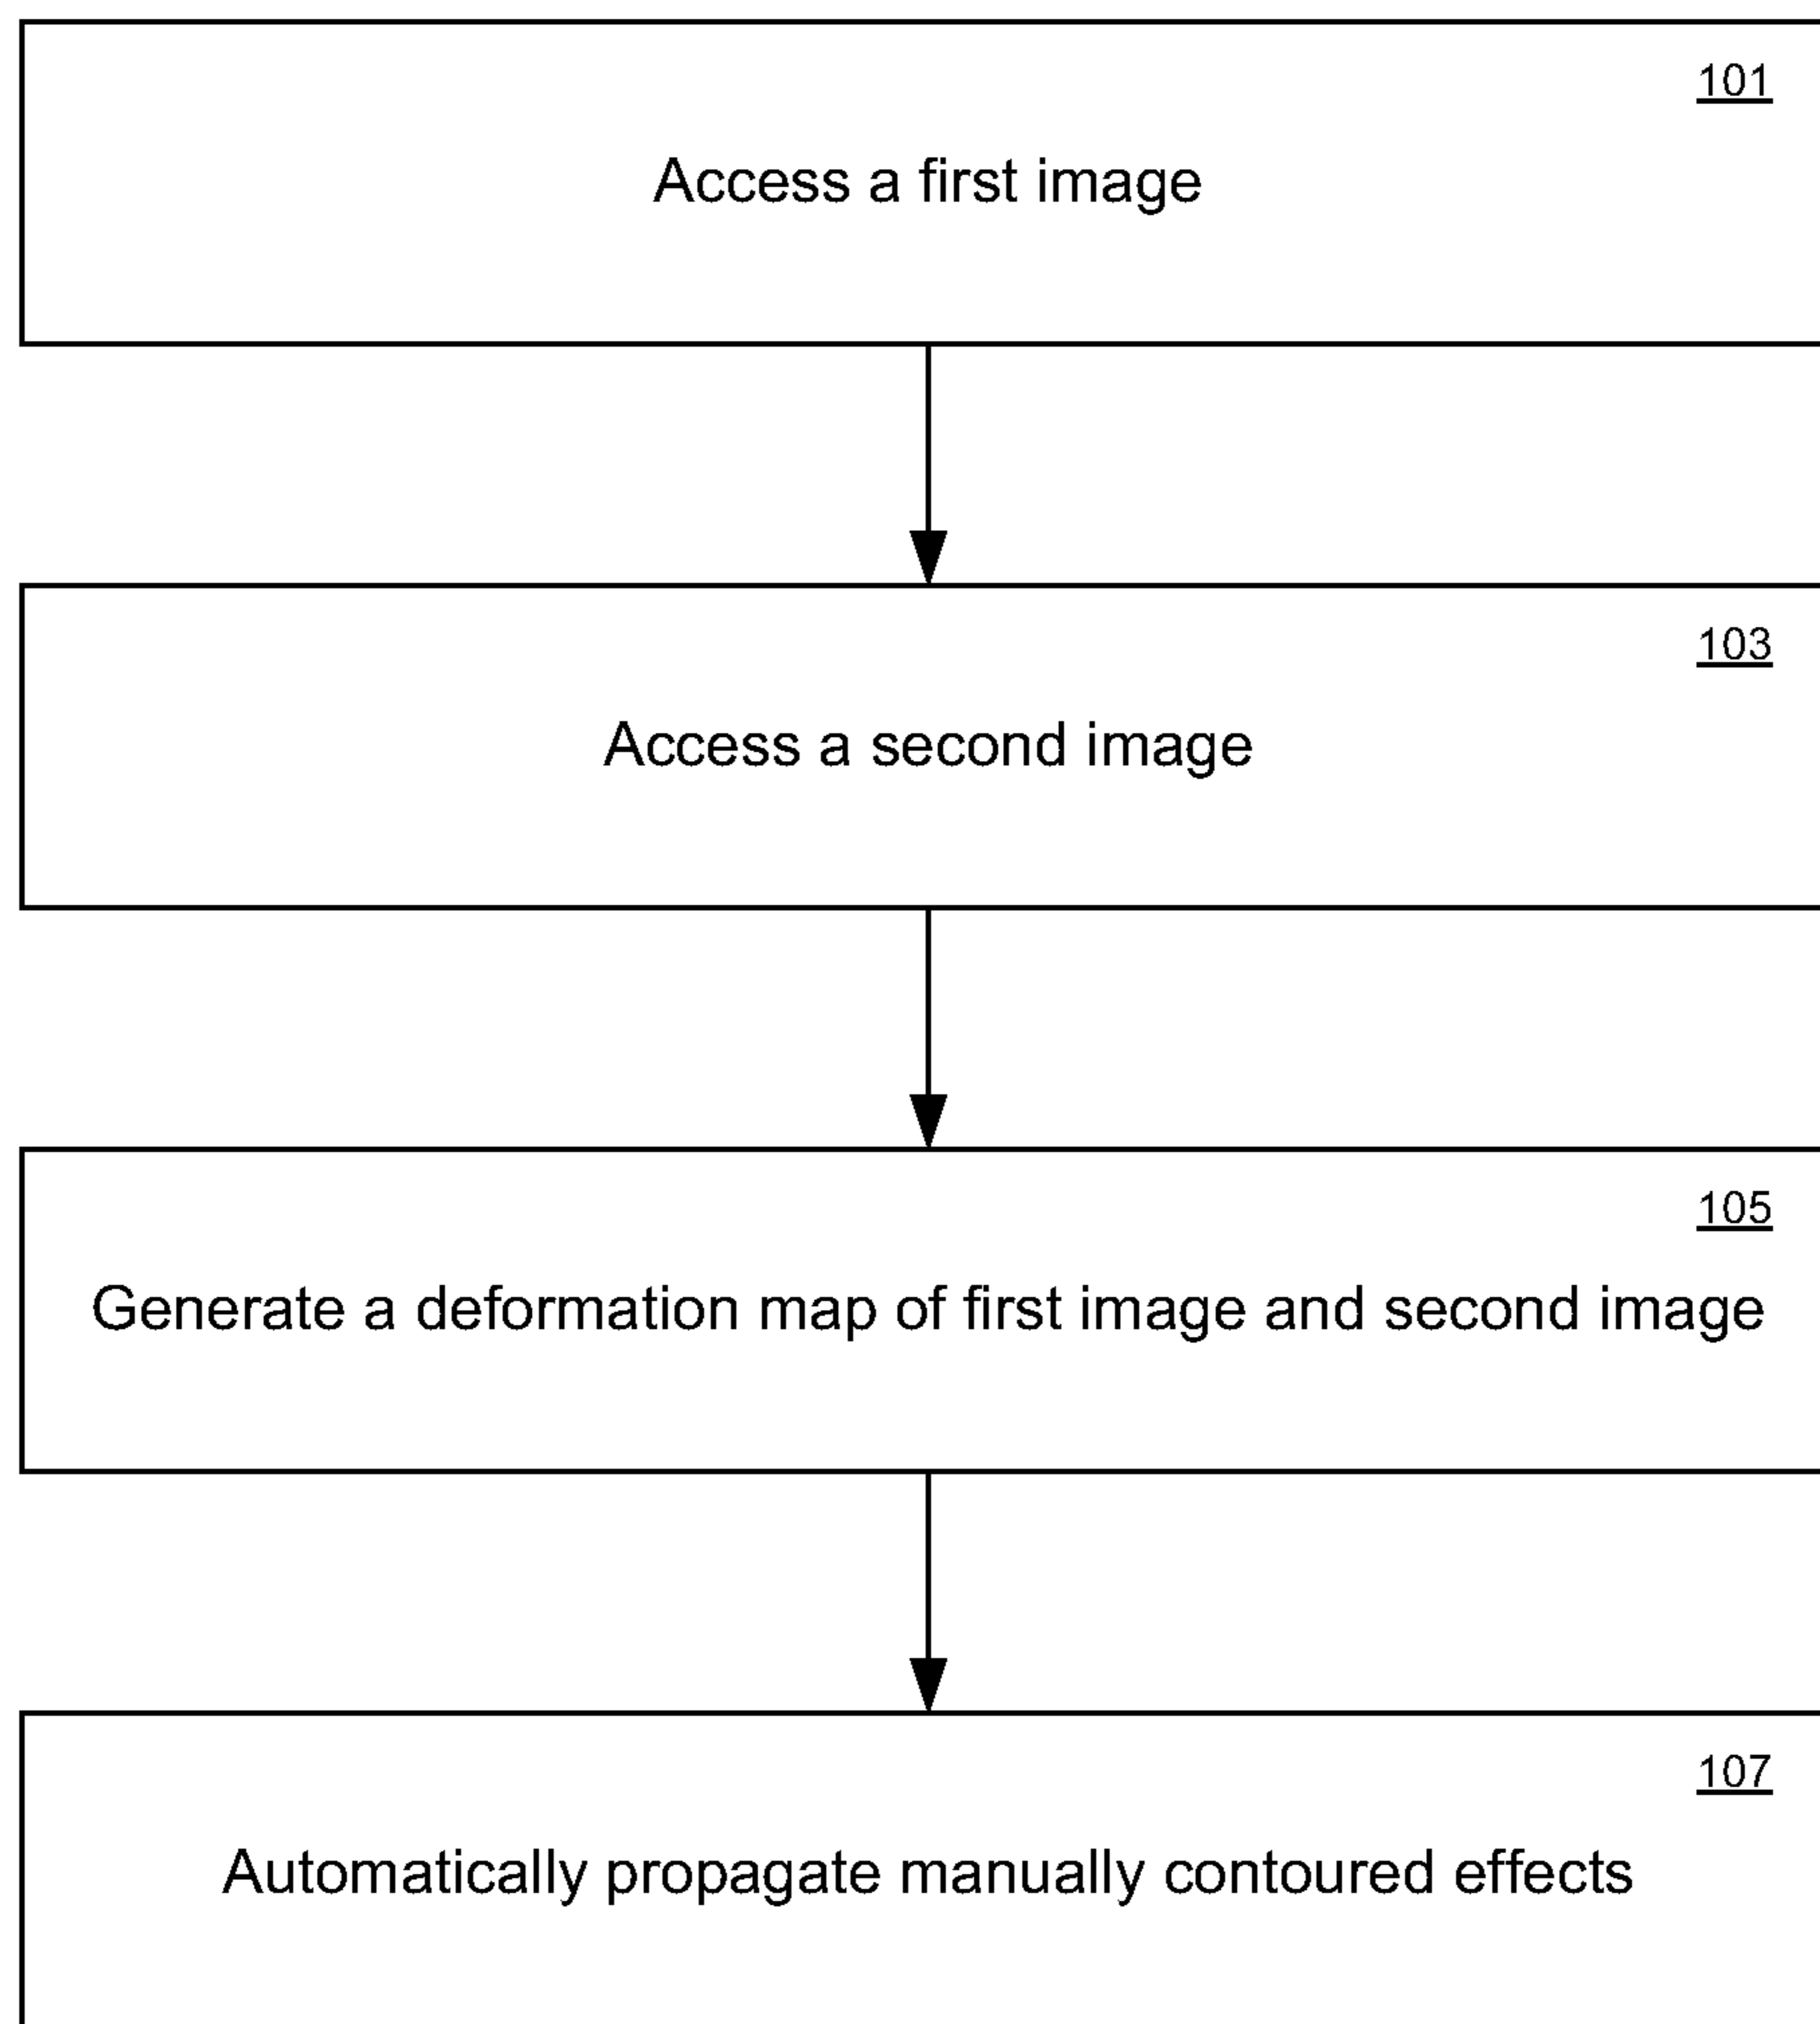 101
Access a first image
103
Access a second image
105
Generate a deformation map of first image and second image
107
Automatically propagate manually contoured effects